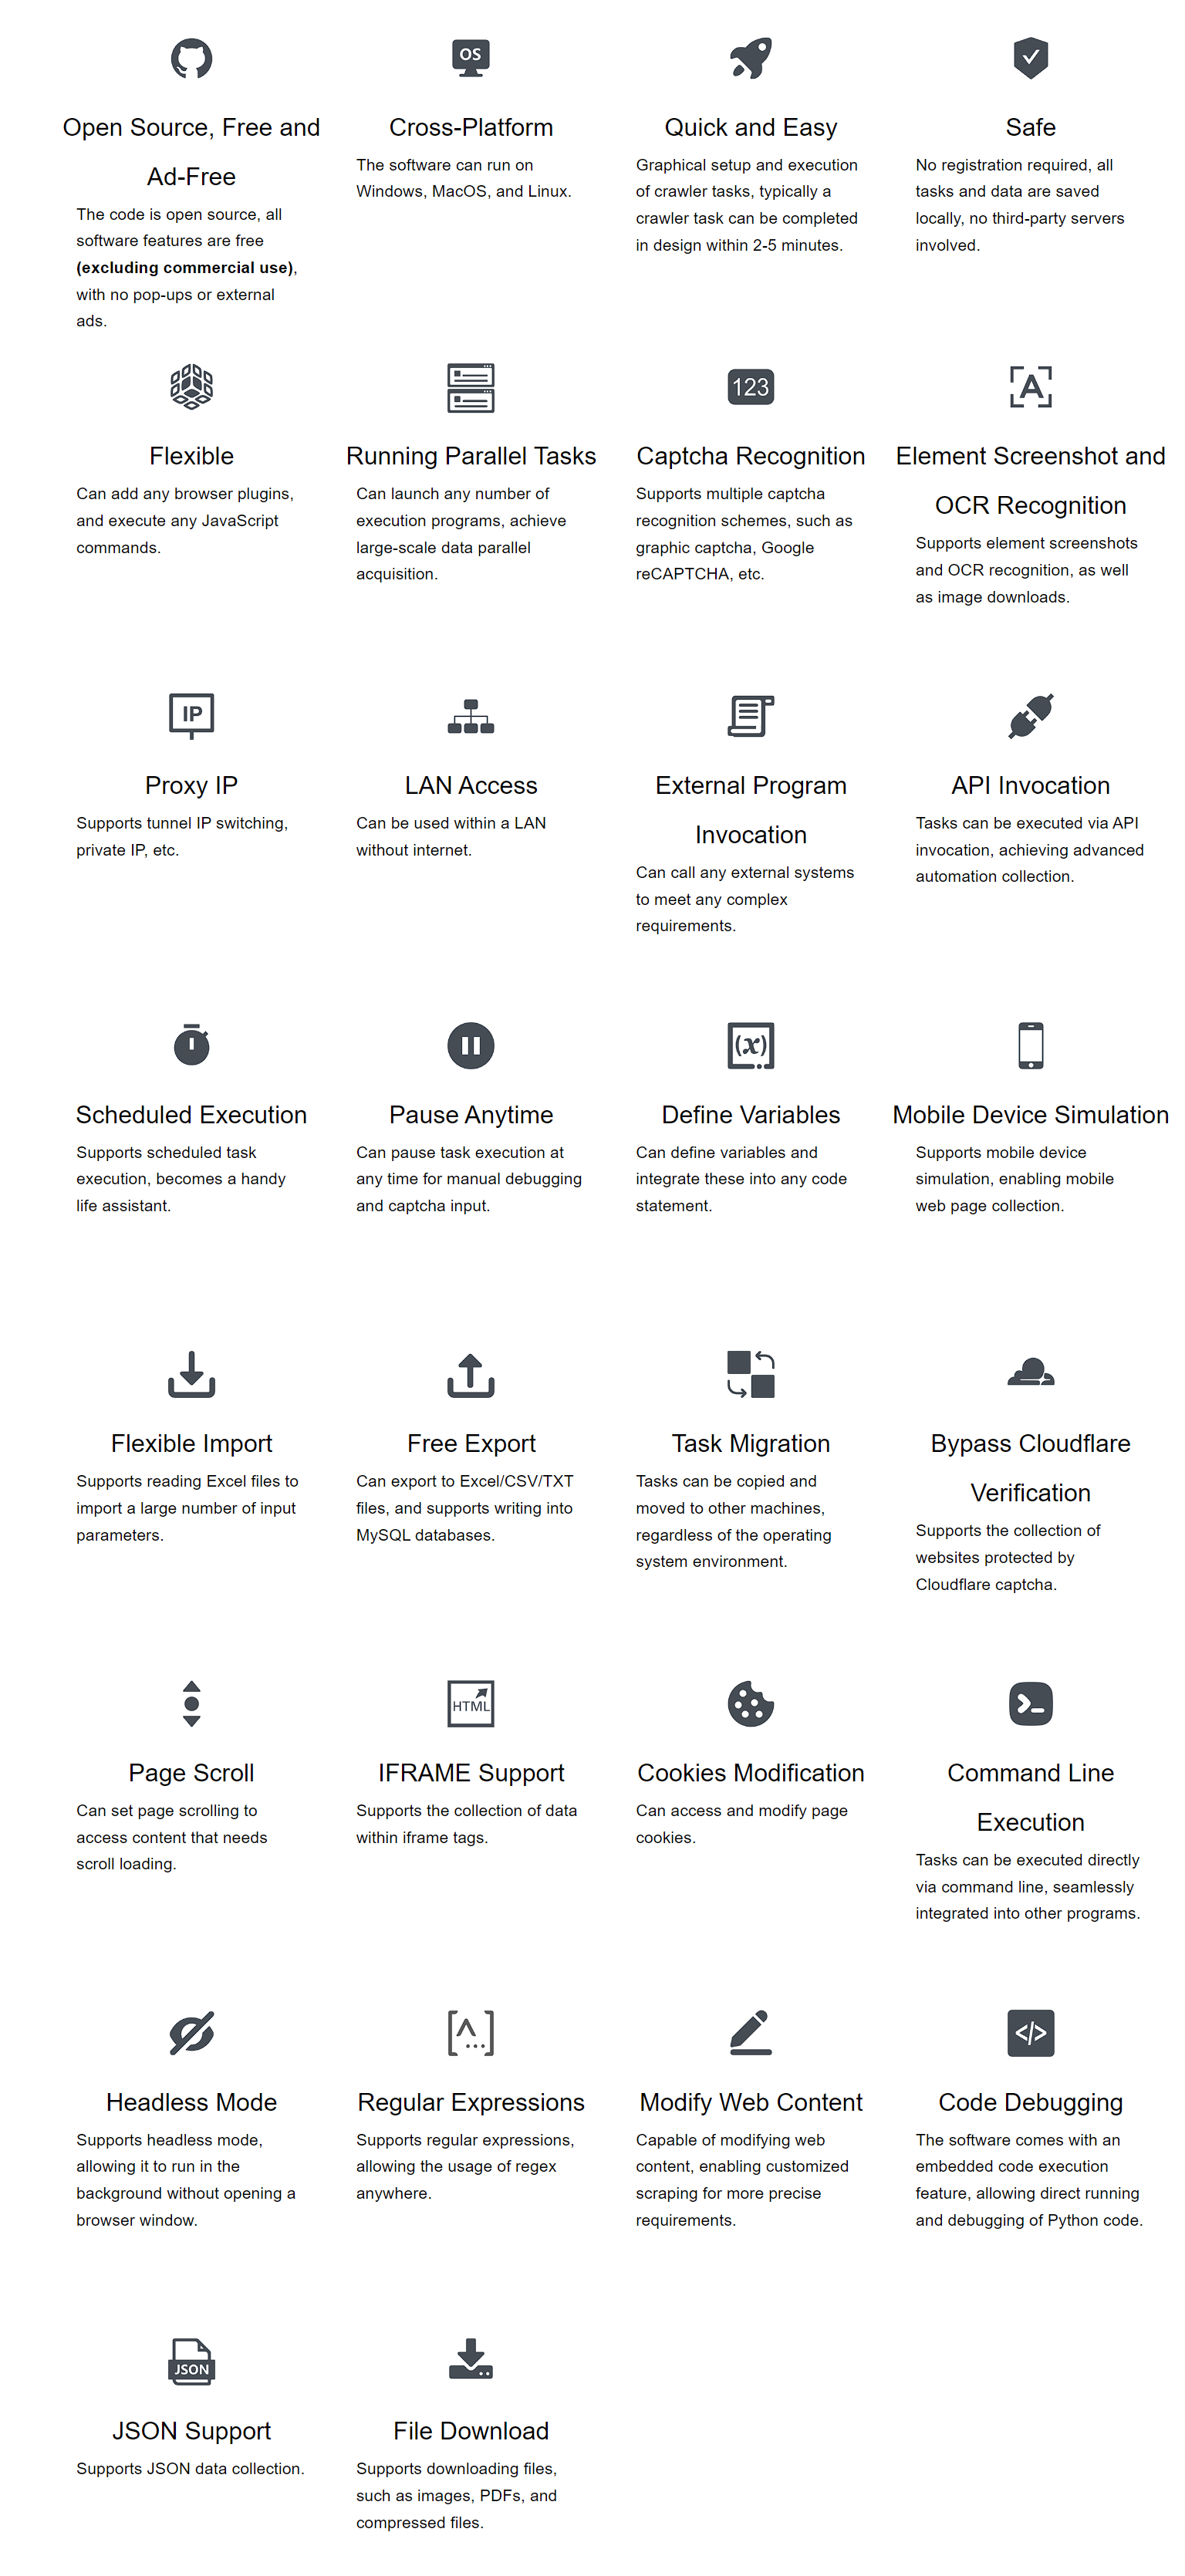 OS
Open Source, Free and
Ad-Free
The code is open source, all
software features are free
(excluding commercial use),
with no pop-ups or external
ads.
Cross-Platform
The software can run on
Windows, MacOS, and Linux.
Quick and Easy
Graphical setup and execution
of crawler tasks, typically a
crawler task can be completed
in design within 2-5 minutes.
Safe
No registration required, all
tasks and data are saved
locally, no third-party servers
involved.
Flexible
Can add any browser plugins,
and execute any JavaScript
commands.
Running Parallel Tasks
Can launch any number of
execution programs, achieve
large-scale data parallel
acquisition.
123
Captcha Recognition
Supports multiple captcha
recognition schemes, such as
graphic captcha, Google
reCAPTCHA, etc.
A
Element Screenshot and
OCR Recognition
Supports element screenshots
and OCR recognition, as well
as image downloads.
IP
Proxy IP
Supports tunnel IP switching,
private IP, etc.
LAN Access
Can be used within a LAN
without internet.
External Program
Invocation
Can call any external systems
to meet any complex
requirements.
API Invocation
Tasks can be executed via API
invocation, achieving advanced
automation collection.
Scheduled Execution
Supports scheduled task
execution, becomes a handy
life assistant.
Pause Anytime
Can pause task execution at
any time for manual debugging
and captcha input.
(x)
Define Variables
Can define variables and
integrate these into any code
statement.
Mobile Device Simulation
Supports mobile device
simulation, enabling mobile
web page collection.
Flexible Import
Supports reading Excel files to
import a large number of input
parameters.
Free Export
Can export to Excel/CSV/TXT
files, and supports writing into
MySQL databases.
Task Migration
Tasks can be copied and
moved to other machines,
regardless of the operating
system environment.
Bypass Cloudflare
Verification
Supports the collection of
websites protected by
Cloudflare captcha.
Page Scroll
Can set page scrolling to
access content that needs
scroll loading.
HTML
IFRAME Support
Supports the collection of data
within iframe tags.
Cookies Modification
Can access and modify page
cookies.
>_
Command Line
Execution
Tasks can be executed directly
via command line, seamlessly
integrated into other programs.
Headless Mode
Supports headless mode,
allowing it to run in the
background without opening a
browser window.
[^...]
Regular Expressions
Supports regular expressions,
allowing the usage of regex
anywhere.
Modify Web Content
Capable of modifying web
content, enabling customized
scraping for more precise
requirements.
</>
Code Debugging
The software comes with an
embedded code execution
feature, allowing direct running
and debugging of Python code.
JSON
JSON Support
Supports JSON data collection.
File Download
Supports downloading files,
such as images, PDFs, and
compressed files.